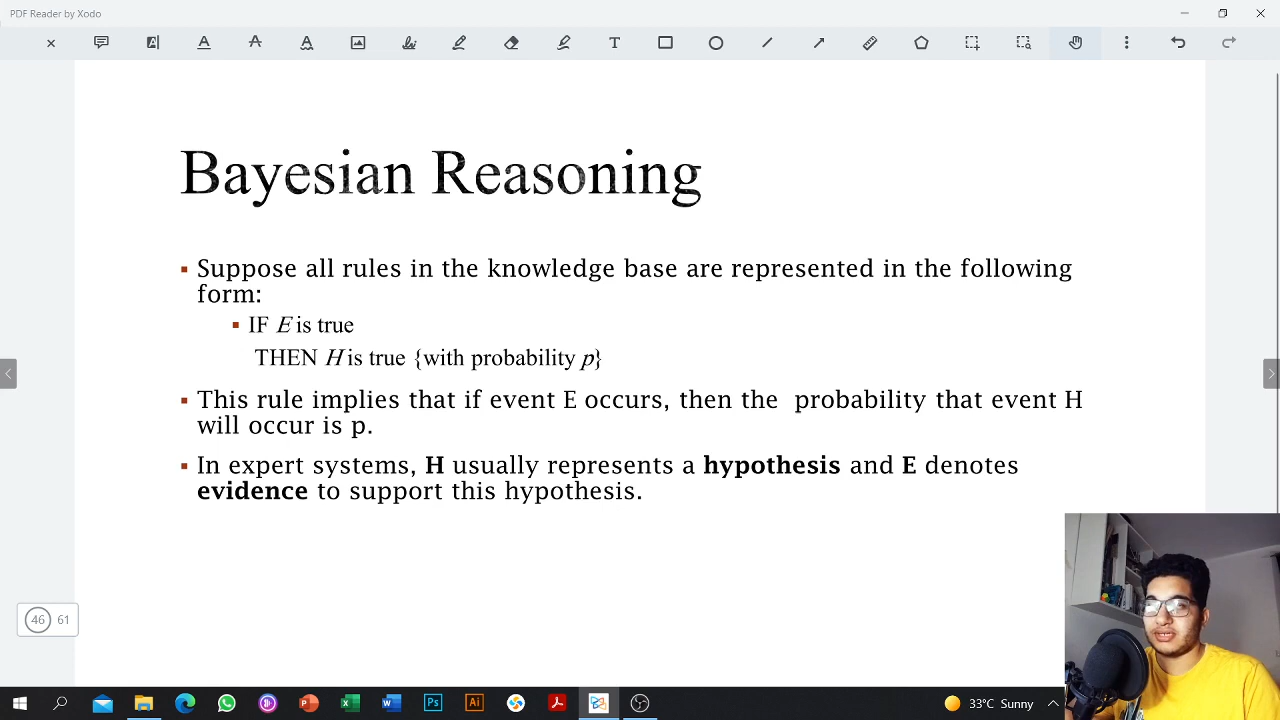 PDF Reader by Xodo
Bayesian Reasoning
▪ Suppose all rules in the knowledge base are represented in the following
form:
▪ IF E is true
THEN H is true {with probability p}
▪ This rule implies that if event E occurs, then the probability that event H
will occur is p.
▪ In expert systems, H usually represents a hypothesis and E denotes
evidence to support this hypothesis.
46 61
33°C Sunny